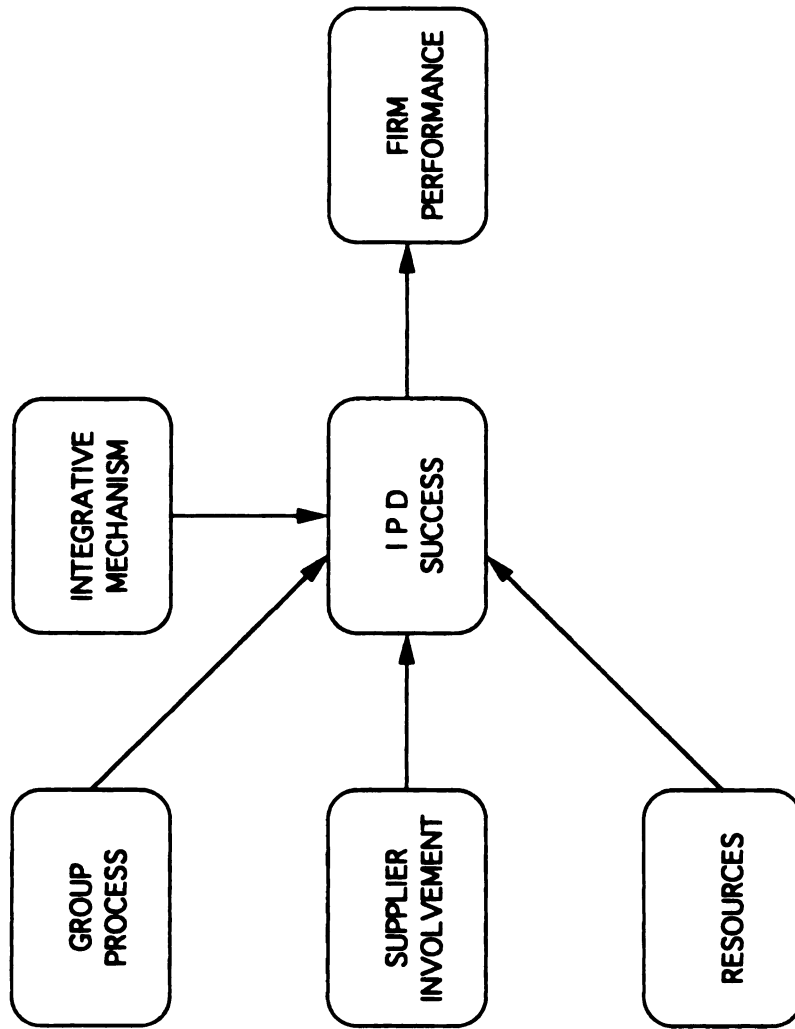 GROUP
PROCESS
INTEGRATIVE
MECHANISM
SUPPLIER
INVOLVEMENT
I P D
SUCCESS
FIRM
PERFORMANCE
RESOURCES